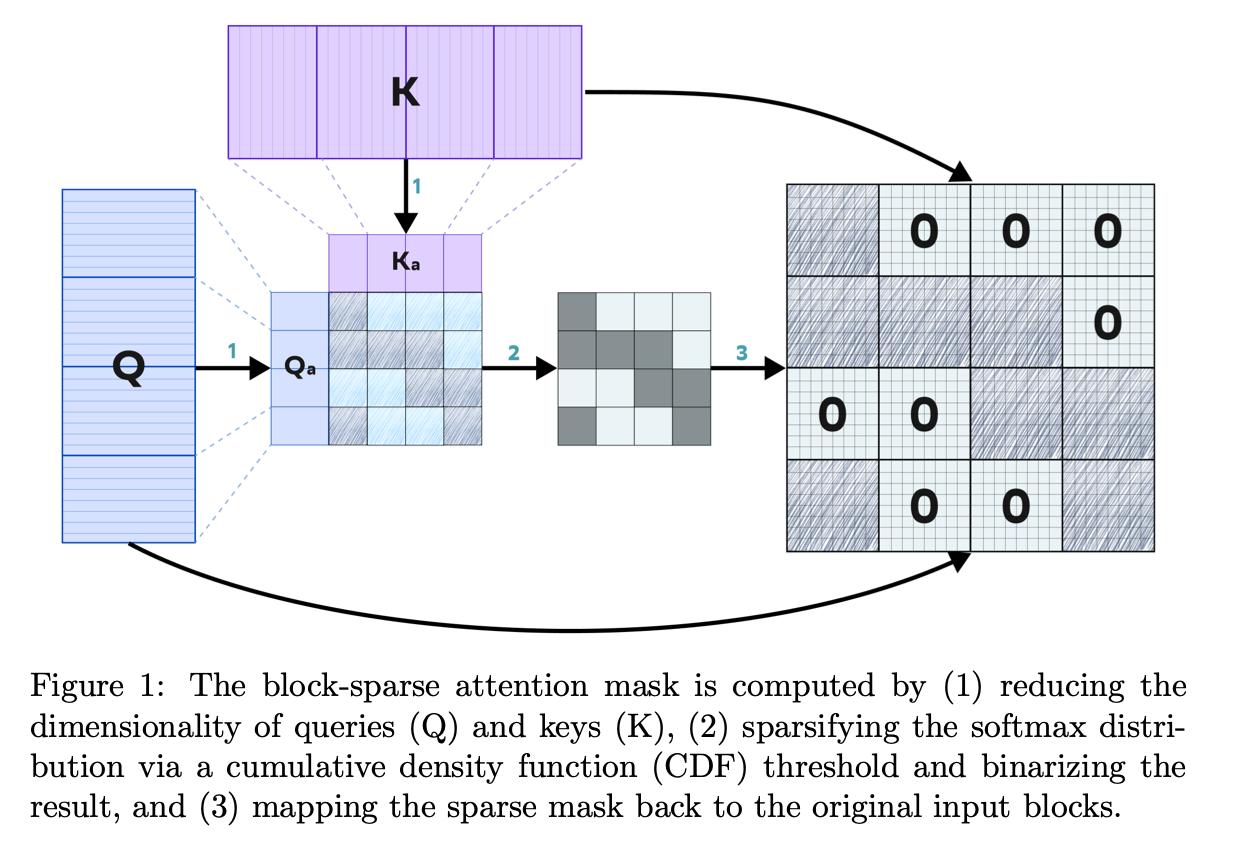 K
1
Kₐ
Q
1
Qₐ
2
3
0 0 0
0
0 0
0 0
Figure 1: The block-sparse attention mask is computed by (1) reducing the
dimensionality of queries (Q) and keys (K), (2) sparsifying the softmax distri-
bution via a cumulative density function (CDF) threshold and binarizing the
result, and (3) mapping the sparse mask back to the original input blocks.